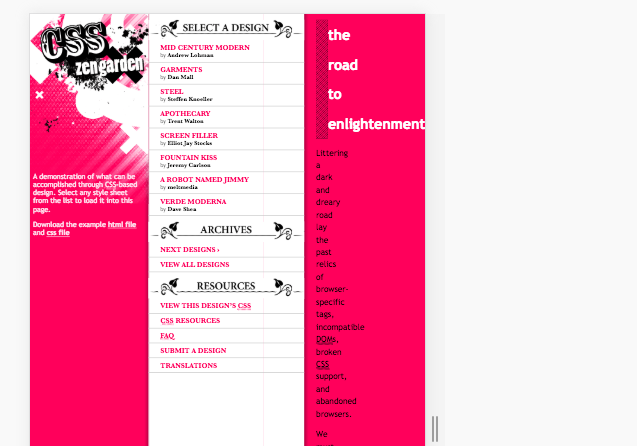 CSS
zen garden
A demonstration of what can be
accomplished through CSS-based
design. Select any style sheet
from the list to load it into this
page.
Download the example html file
and css file
SELECT A DESIGN
MID CENTURY MODERN
by Andrew Lohman
GARMENTS
by Dan Mall
STEEL
by Steffen Knoeller
APOTHECARY
by Trent Walton
SCREEN FILLER
by Elliot Jay Stocks
FOUNTAIN KISS
by Jeremy Carlson
A ROBOT NAMED JIMMY
by meltmedia
VERDE MODERNA
by Dave Shea
ARCHIVES
NEXT DESIGNS ›
VIEW ALL DESIGNS
RESOURCES
VIEW THIS DESIGN'S CSS
CSS RESOURCES
FAQ
SUBMIT A DESIGN
TRANSLATIONS
the
road
to
enlightenment
Littering
a
dark
and
dreary
road
lay
the
past
relics
of
browser-
specific
tags,
incompatible
DOMs,
broken
CSS
support,
and
abandoned
browsers.
We